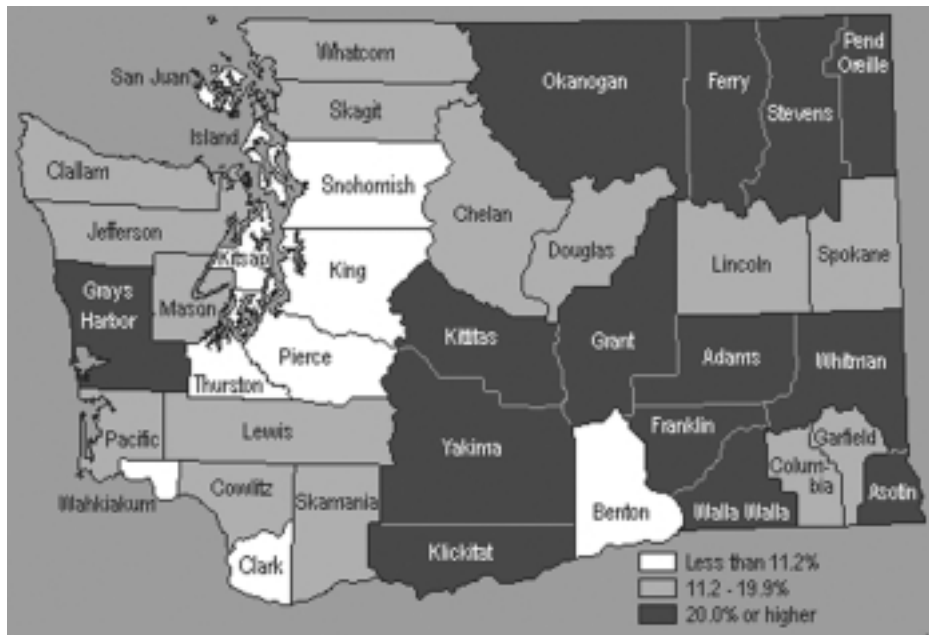 Whatcom
San Juan
Okanogan
Ferry
Pend
Oreille
Stevens
Skagit
Island
Clallam
Snohomish
Chelan
Jefferson
Douglas
Kitsap
King
Lincoln
Spokane
Grays
Harbor
Mason
Kittitas
Grant
Adams
Whitman
Pierce
Thurston
Pacific
Lewis
Yakima
Franklin
Garfield
Colum-
bia
Asotin
Wahkiakum
Cowlitz
Skamania
Benton
Walla Walla
Clark
Klickitat
Less than 11.2%
11.2 - 19.9%
20.0% or higher